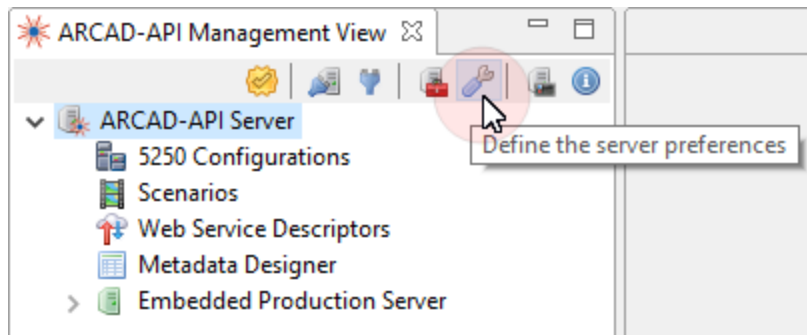 ARCAD-API Management View
ARCAD-API Server
Define the server preferences
5250 Configurations
Scenarios
Web Service Descriptors
Metadata Designer
Embedded Production Server